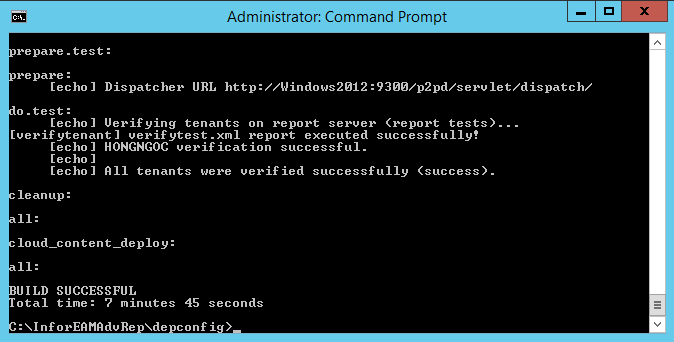 Administrator: Command Prompt
prepare.test:
prepare:
[echo] Dispatcher URL http://Windows2012:9300/p2pd/servlet/dispatch/
do.test:
[echo] Verifying tenants on report server (report tests)...
[verifytenant] verifytest.xml report executed successfully!
[echo] HONGNGOC verification successful.
[echo]
[echo] All tenants were verified successfully (success).
cleanup:
all:
cloud_content_deploy:
all:
BUILD SUCCESSFUL
Total time: 7 minutes 45 seconds
C:\InforEAMAdvRep\depconfig>_